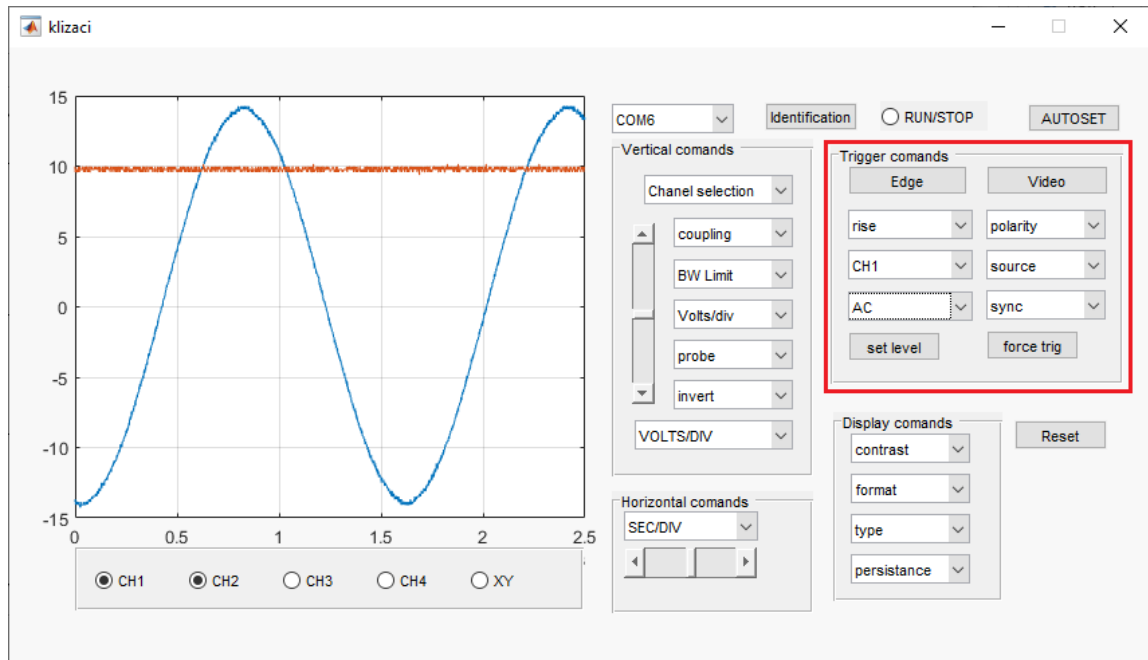 klizaci
15
10
5
0
-5
-10
-15
0
0.5
1
1.5
2
2.5
CH1
CH2
CH3
CH4
XY
COM6
Identification
RUN/STOP
AUTOSET
Vertical comands
Chanel selection
coupling
BW Limit
Volts/div
probe
invert
VOLTS/DIV
Horizontal comands
SEC/DIV
Trigger comands
Edge
Video
rise
polarity
CH1
source
AC
sync
set level
force trig
Display comands
contrast
format
type
persistance
Reset